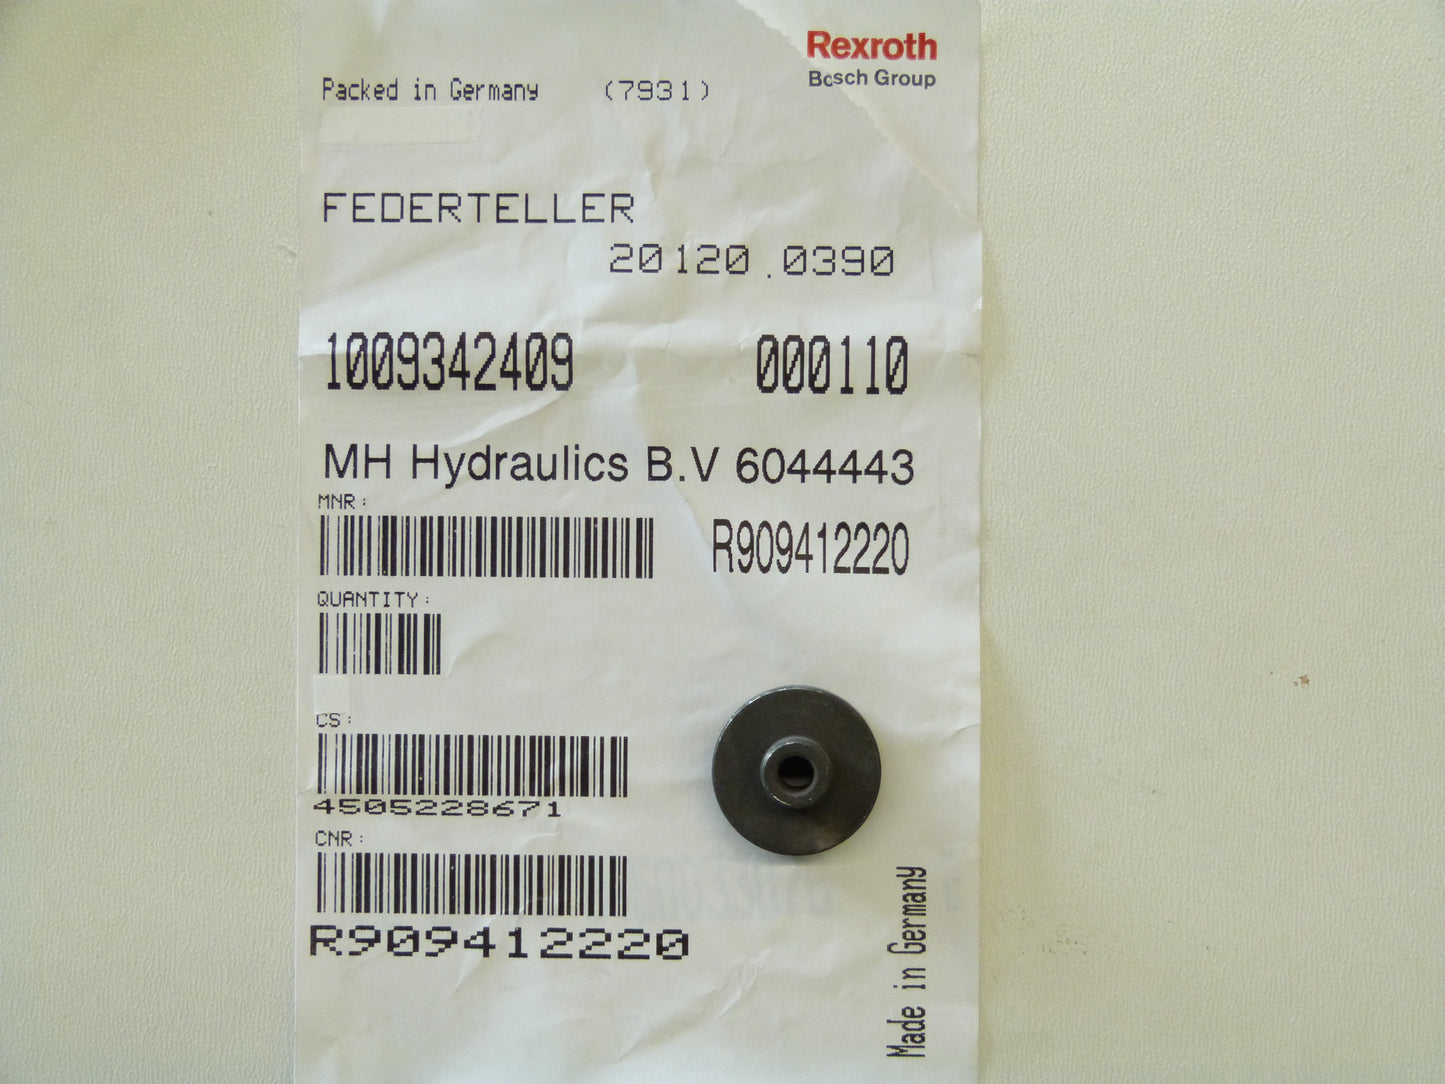 Rexroth
Bosch Group
Packed in Germany (7931)
FEDERTELLER
20120.0390
1009342409 000110
MH Hydraulics B.V 6044443
MNR:
R909412220
QUANTITY:
CS:
4505228671
CNR:
R909412220
Made in Germany